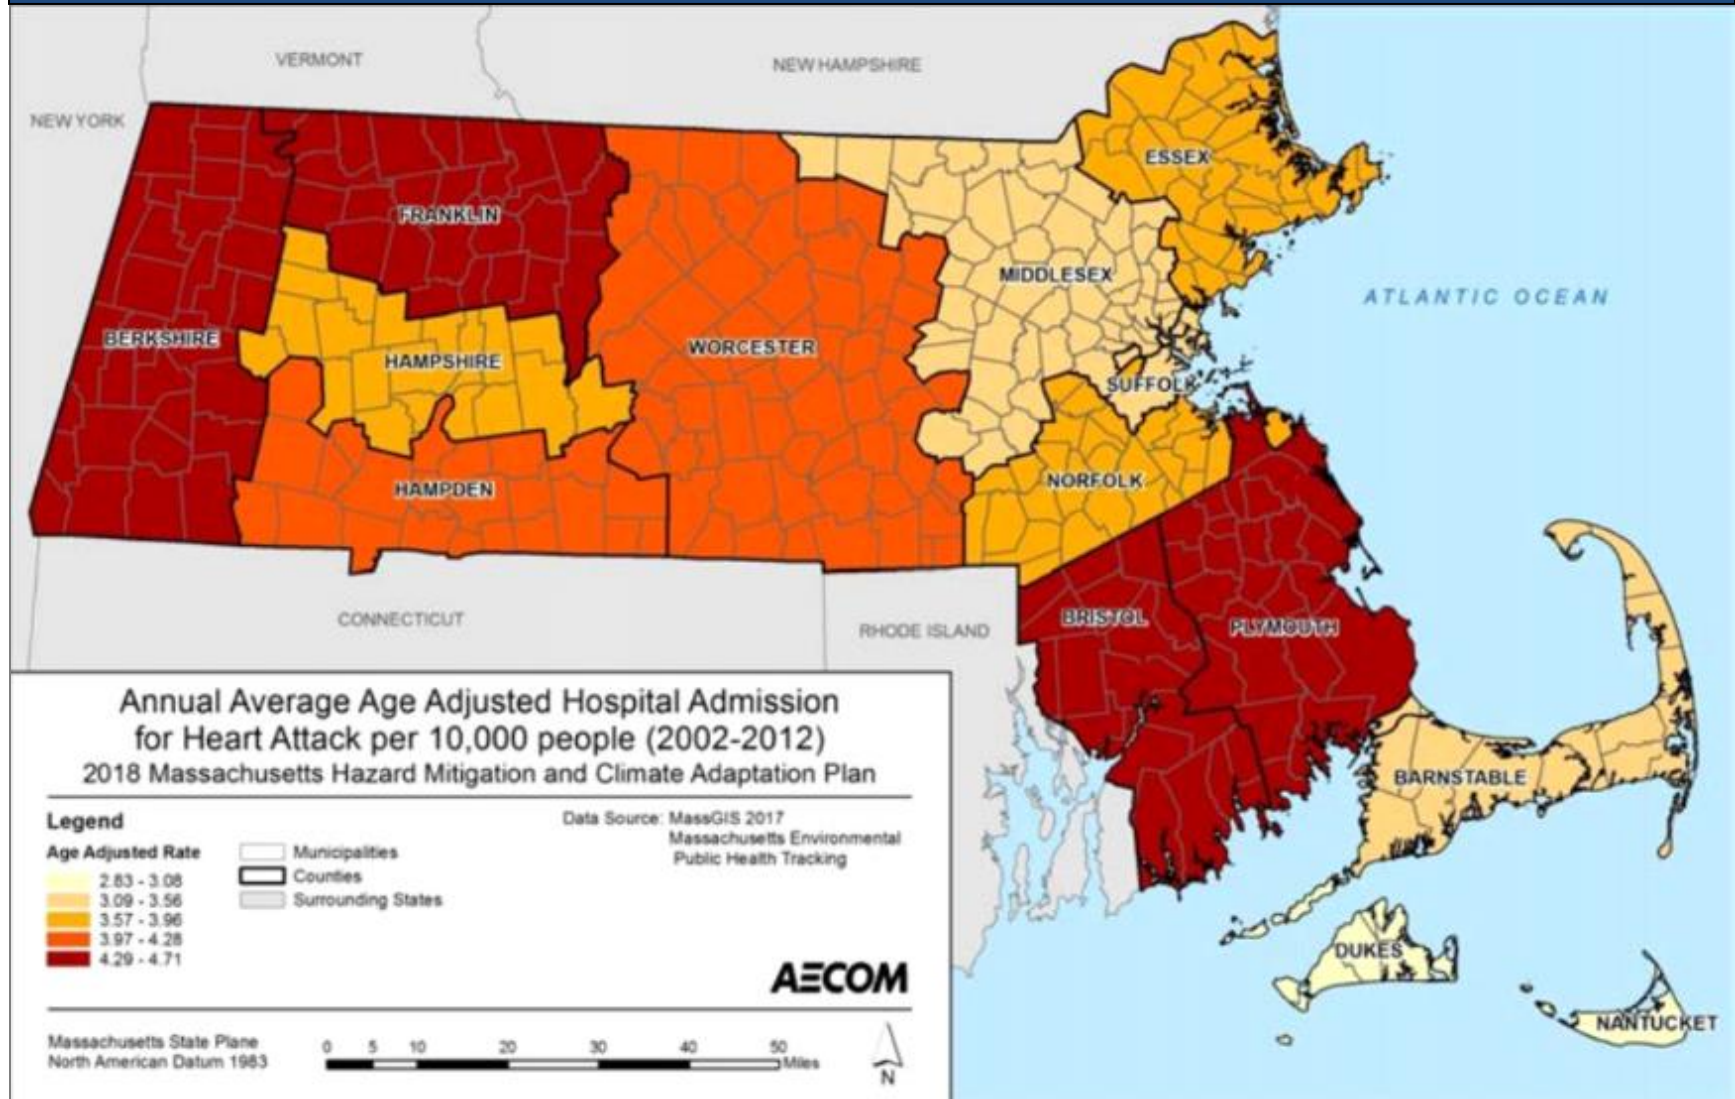 VERMONT
NEW HAMPSHIRE
NEW YORK
ESSEX
FRANKLIN
MIDDLESEX
ATLANTIC OCEAN
BERKSHIRE
HAMPSHIRE
WORCESTER
SUFFOLK
NORFOLK
HAMPDEN
BRISTOL
PLYMOUTH
CONNECTICUT
RHODE ISLAND
BARNSTABLE
DUKES
NANTUCKET
Annual Average Age Adjusted Hospital Admission
for Heart Attack per 10,000 people (2002-2012)
2018 Massachusetts Hazard Mitigation and Climate Adaptation Plan
Legend
Age Adjusted Rate
2.83 - 3.08
3.09 - 3.56
3.57 - 3.96
3.97 - 4.28
4.29 - 4.71
Municipalities
Counties
Surrounding States
Data Source: MassGIS 2017
Massachusetts Environmental
Public Health Tracking
AECOM
Massachusetts State Plane
North American Datum 1983
0 5 10 20 30 40 50
Miles
N